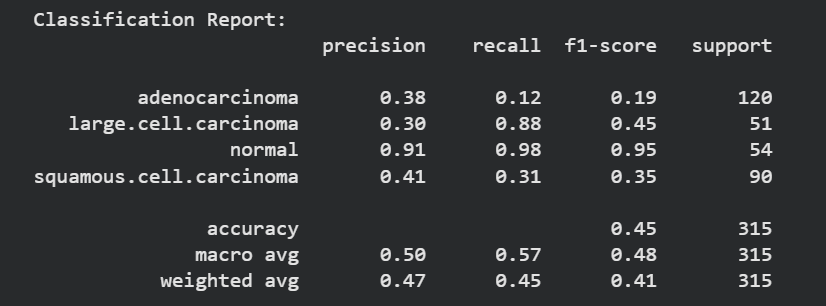 Classification Report:
precision recall f1-score support
adenocarcinoma 0.38 0.12 0.19 120
large.cell.carcinoma 0.30 0.88 0.45 51
normal 0.91 0.98 0.95 54
squamous.cell.carcinoma 0.41 0.31 0.35 90
accuracy 0.45 315
macro avg 0.50 0.57 0.48 315
weighted avg 0.47 0.45 0.41 315